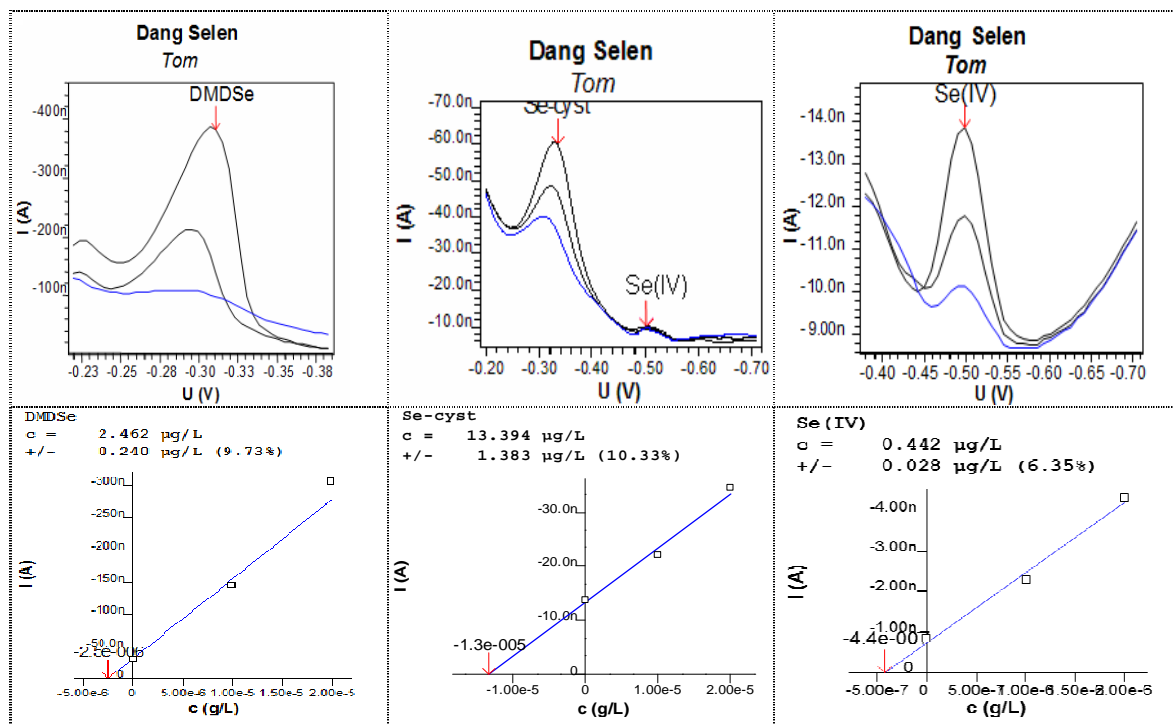 Dang Selen
Tom
DMDSe
-400n
-300n
-200n
-100n
I (A)
-0.23 -0.25 -0.28 -0.31 -0.33 -0.35 -0.38
U (V)
Dang Selen
Tom
Se-cyst
-70.0n
-60.0n
-50.0n
-40.0n
-30.0n
-20.0n
-10.0n
I (A)
Se(IV)
-0.20 -0.30 -0.40 -0.50 -0.60 -0.70
U (V)
Dang Selen
Tom
Se(IV)
-14.0n
-13.0n
-12.0n
-11.0n
-10.0n
-9.00n
I (A)
-0.40 -0.45 -0.50 -0.55 -0.60 -0.65 -0.70
U (V)
DMDSe
c = 2.462 µg/L
+/- 0.240 µg/L (9.73%)
-300n
-250n
-200n
-150n
-100n
-50.0n
0
I (A)
-5.00e-6 0 5.00e-6 1.00e-5 1.50e-5 2.00e-5
c (g/L)
Se-cyst
c = 13.394 µg/L
+/- 1.383 µg/L (10.33%)
-30.0n
-20.0n
-10.0n
I (A)
-1.3e-005
-1.00e-5 0 1.00e-5 2.00e-5
c (g/L)
Se(IV)
c = 0.442 µg/L
+/- 0.028 µg/L (6.35%)
-4.00n
-3.00n
-2.00n
-1.00n
0
I (A)
-4.4e-00
-5.00e-7 0
c (g/L)